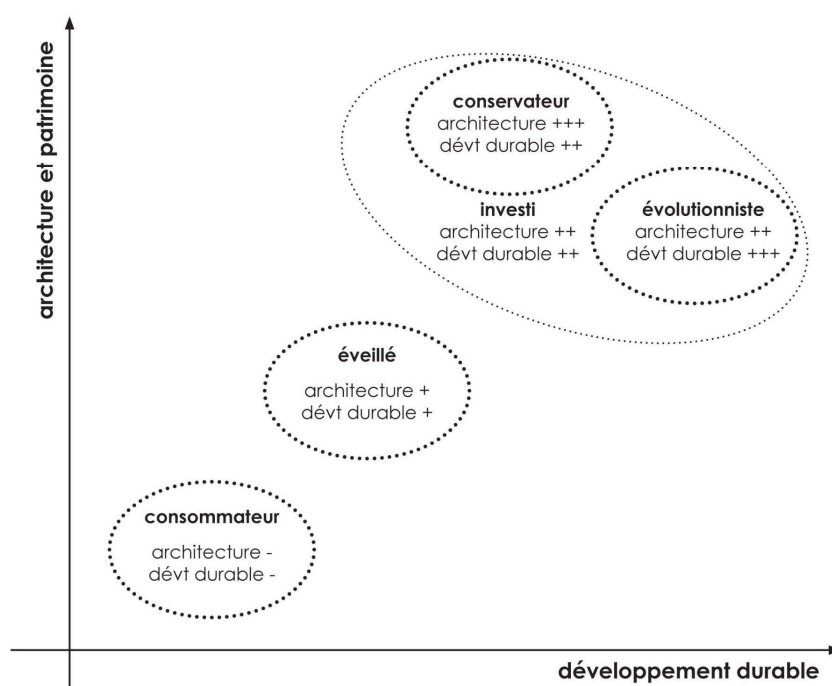 architecture et patrimoine
conservateur
architecture +++
dévt durable ++
investi
architecture ++
dévt durable ++
évolutionniste
architecture ++
dévt durable +++
éveillé
architecture +
dévt durable +
consommateur
architecture -
dévt durable -
développement durable